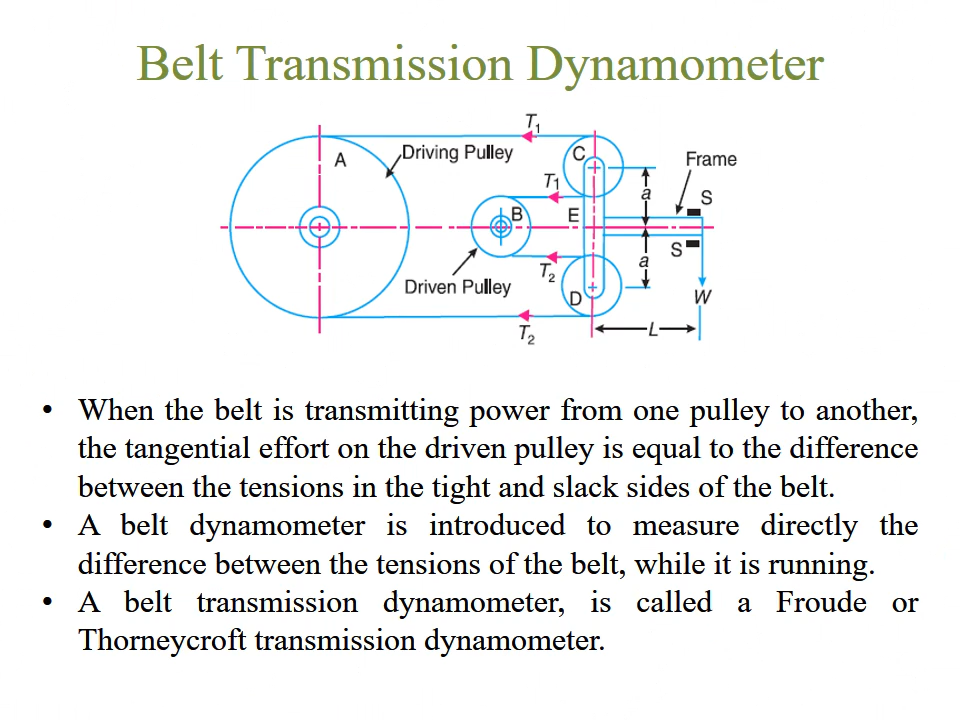 Belt Transmission Dynamometer
T1
A
Driving Pulley
C
Frame
T1
a
S
B
E
S
a
T2
Driven Pulley
D
W
T2
L
• When the belt is transmitting power from one pulley to another,
the tangential effort on the driven pulley is equal to the difference
between the tensions in the tight and slack sides of the belt.
• A belt dynamometer is introduced to measure directly the
difference between the tensions of the belt, while it is running.
• A belt transmission dynamometer, is called a Froude or
Thorneycroft transmission dynamometer.